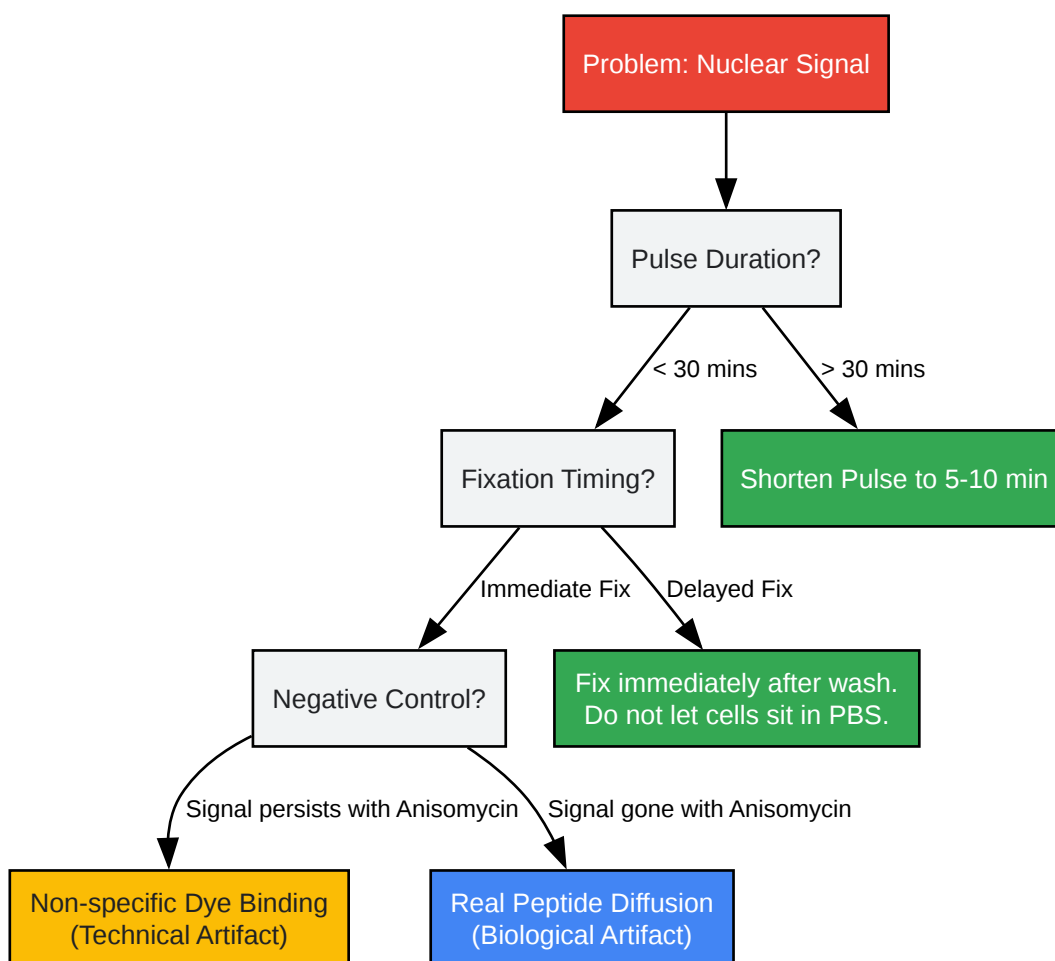 Problem: Nuclear Signal
Pulse Duration?
< 30 mins
> 30 mins
Fixation Timing?
Shorten Pulse to 5-10 min
Immediate Fix
Delayed Fix
Negative Control?
Fix immediately after wash.
Do not let cells sit in PBS.
Signal persists with Anisomycin
Signal gone with Anisomycin
Non-specific Dye Binding
(Technical Artifact)
Real Peptide Diffusion
(Biological Artifact)